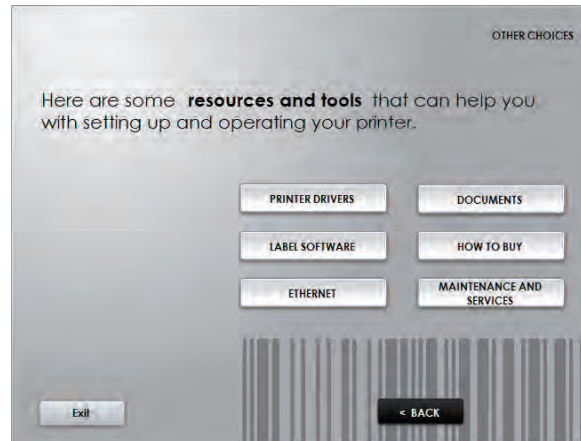 OTHER CHOICES
Here are some resources and tools that can help you
with setting up and operating your printer.
PRINTER DRIVERS
DOCUMENTS
LABEL SOFTWARE
HOW TO BUY
ETHERNET
MAINTENANCE AND
SERVICES
Exit
< BACK